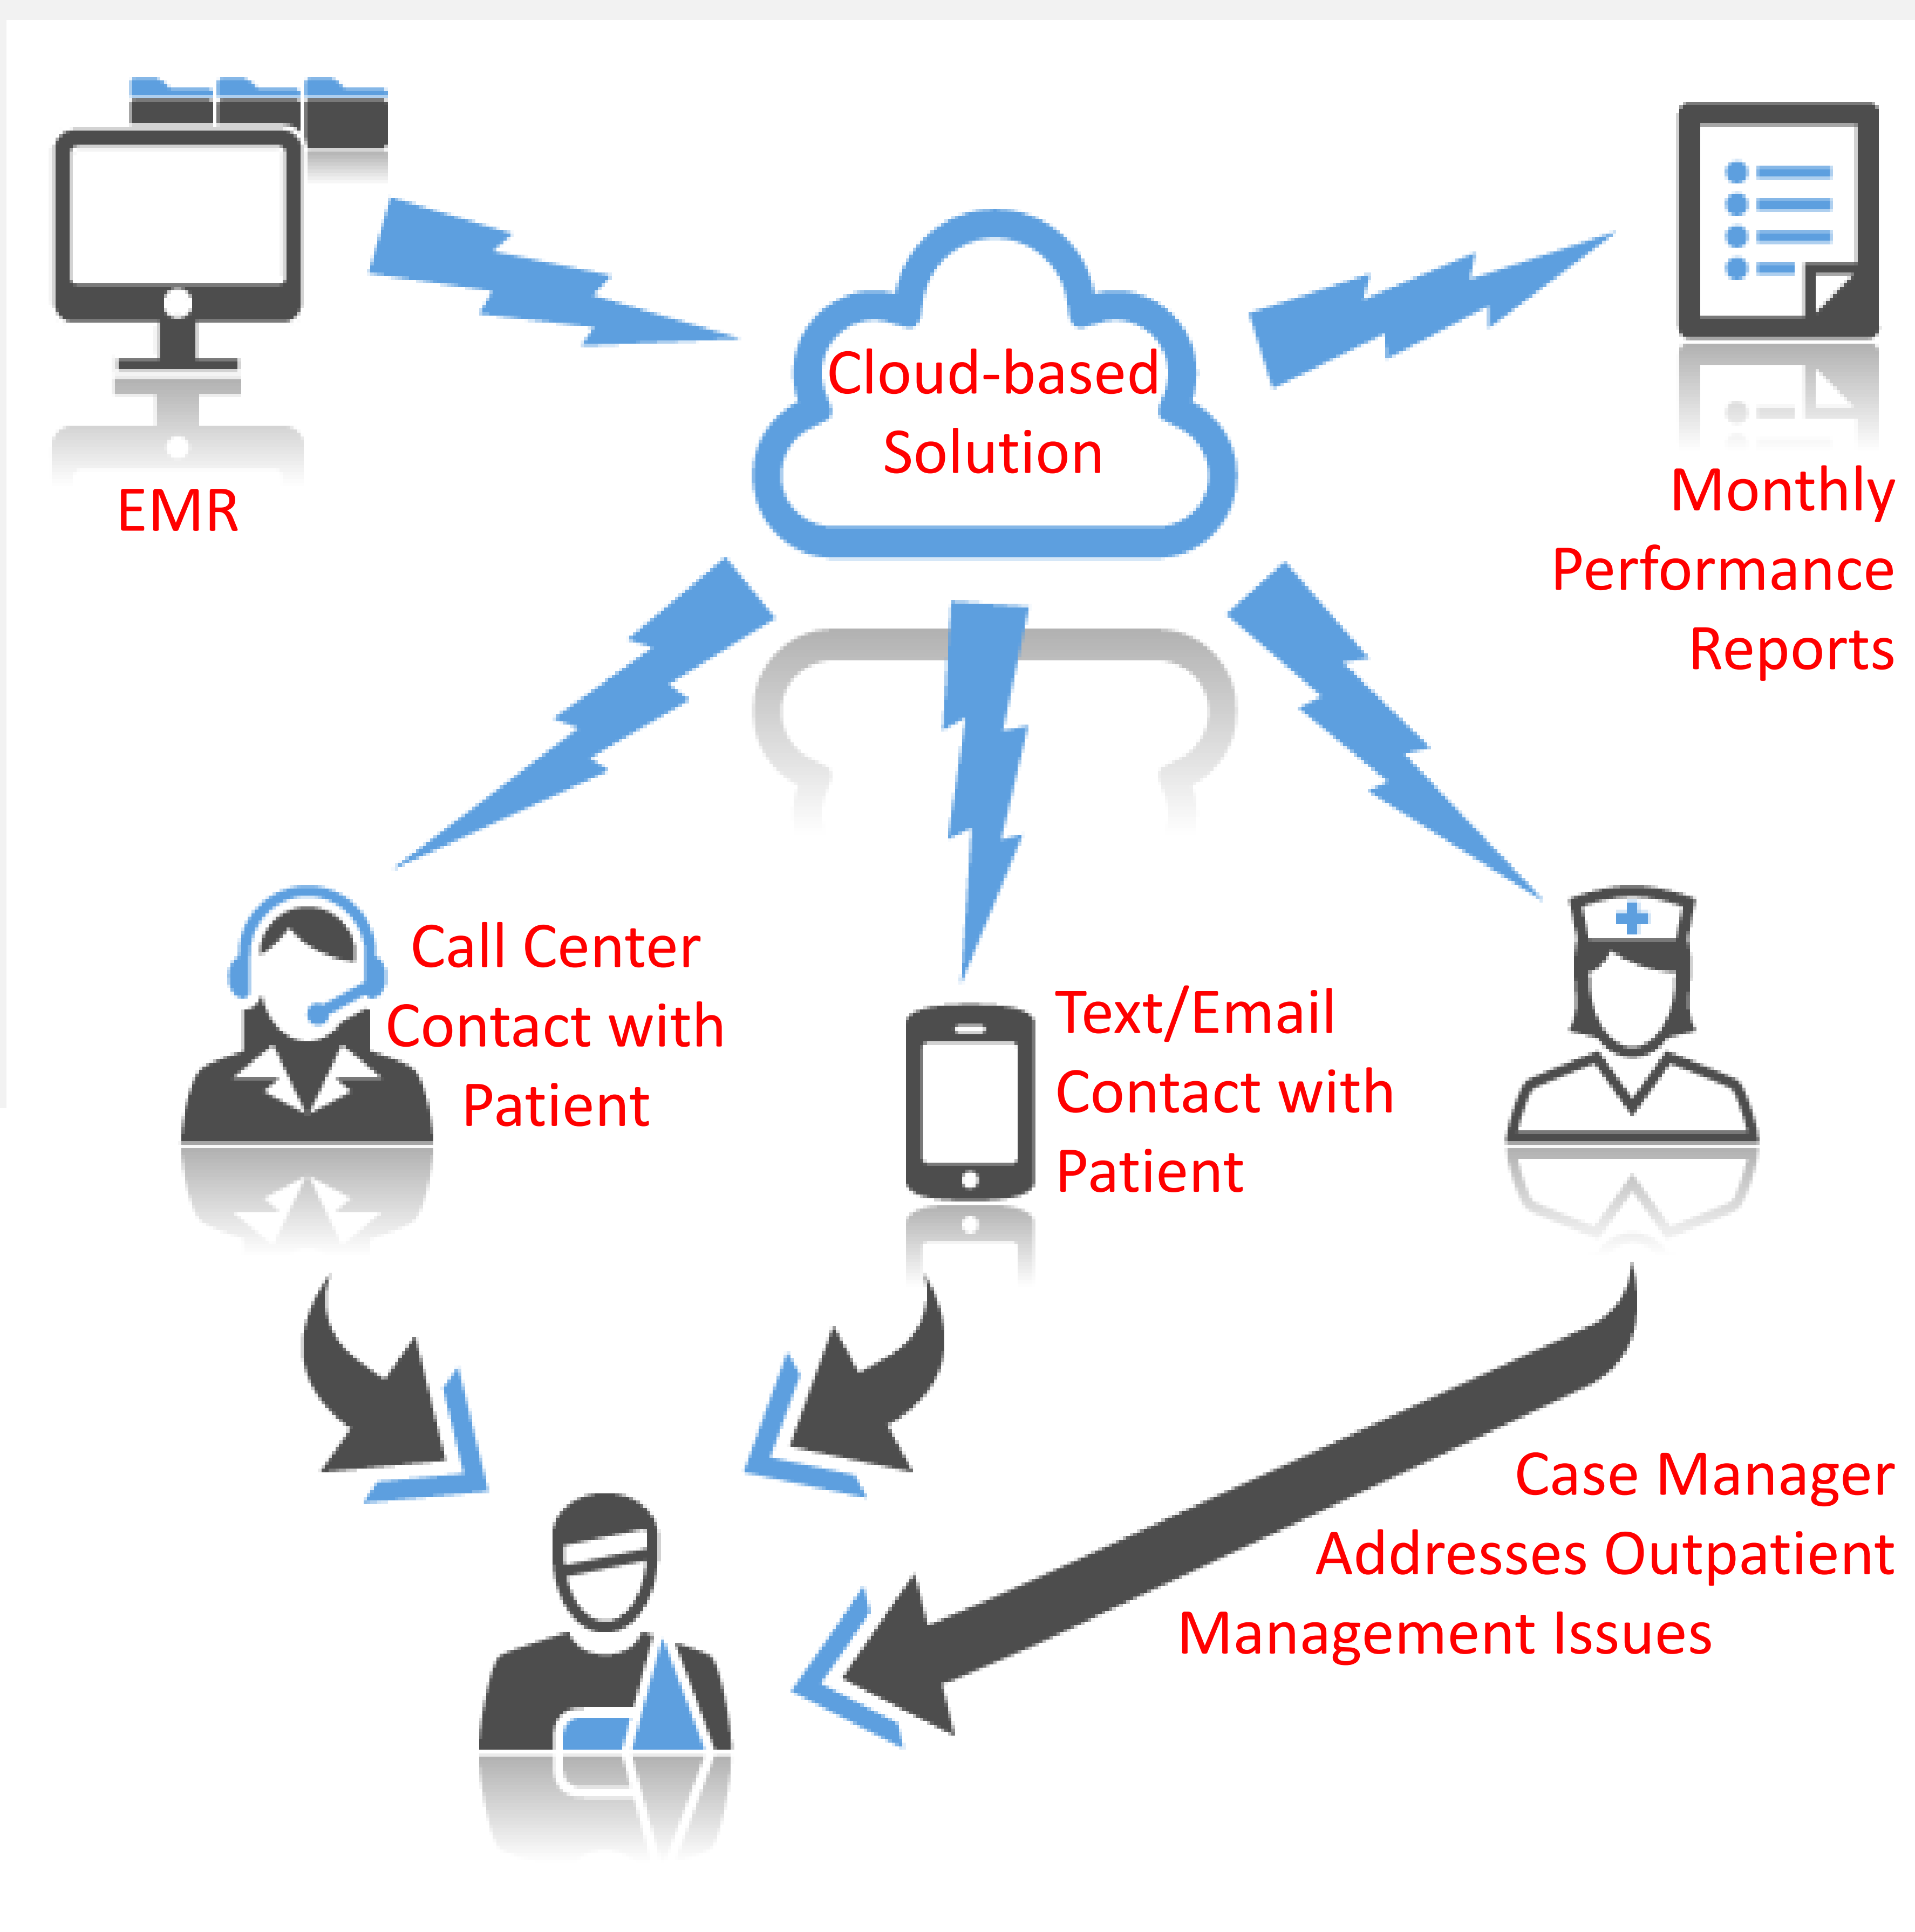 Cloud-based
Solution
EMR
Monthly
Performance
Reports
Call Center
Contact with
Patient
Text/Email
Contact with
Patient
Case Manager
Addresses Outpatient
Management Issues